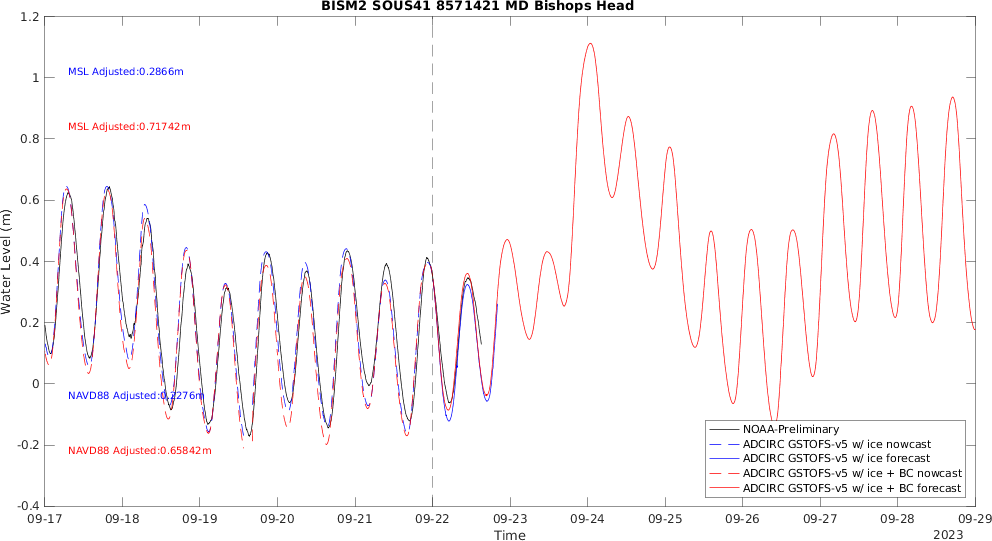 BISM2 SOUS41 8571421 MD Bishops Head
1.2
1
0.8
0.6
0.4
0.2
0
-0.2
-0.4
Water Level (m)
MSL Adjusted:0.2866m
MSL Adjusted:0.71742m
NAVD88 Adjusted:0.2276m
NAVD88 Adjusted:0.65842m
NOAA-Preliminary
ADCIRC GSTOFS-v5 w/ ice nowcast
ADCIRC GSTOFS-v5 w/ ice forecast
ADCIRC GSTOFS-v5 w/ ice + BC nowcast
ADCIRC GSTOFS-v5 w/ ice + BC forecast
09-17 09-18 09-19 09-20 09-21 09-22 09-23 09-24 09-25 09-26 09-27 09-28 09-29
Time
2023